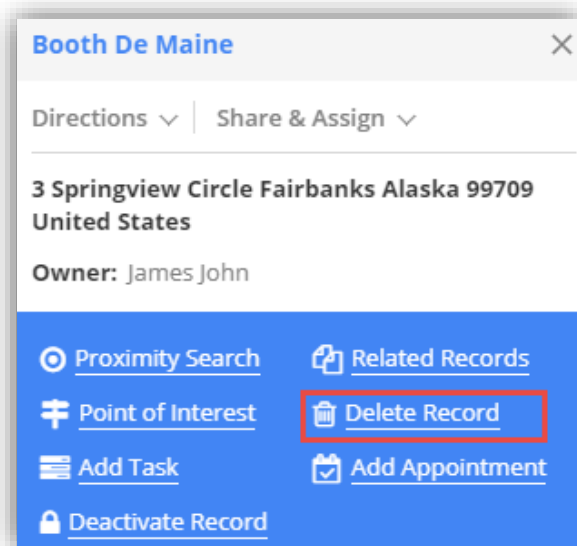 Booth De Maine
Directions Share & Assign
3 Springview Circle Fairbanks Alaska 99709
United States
Owner: James John
Proximity Search Related Records
Point of Interest Delete Record
Add Task Add Appointment
Deactivate Record